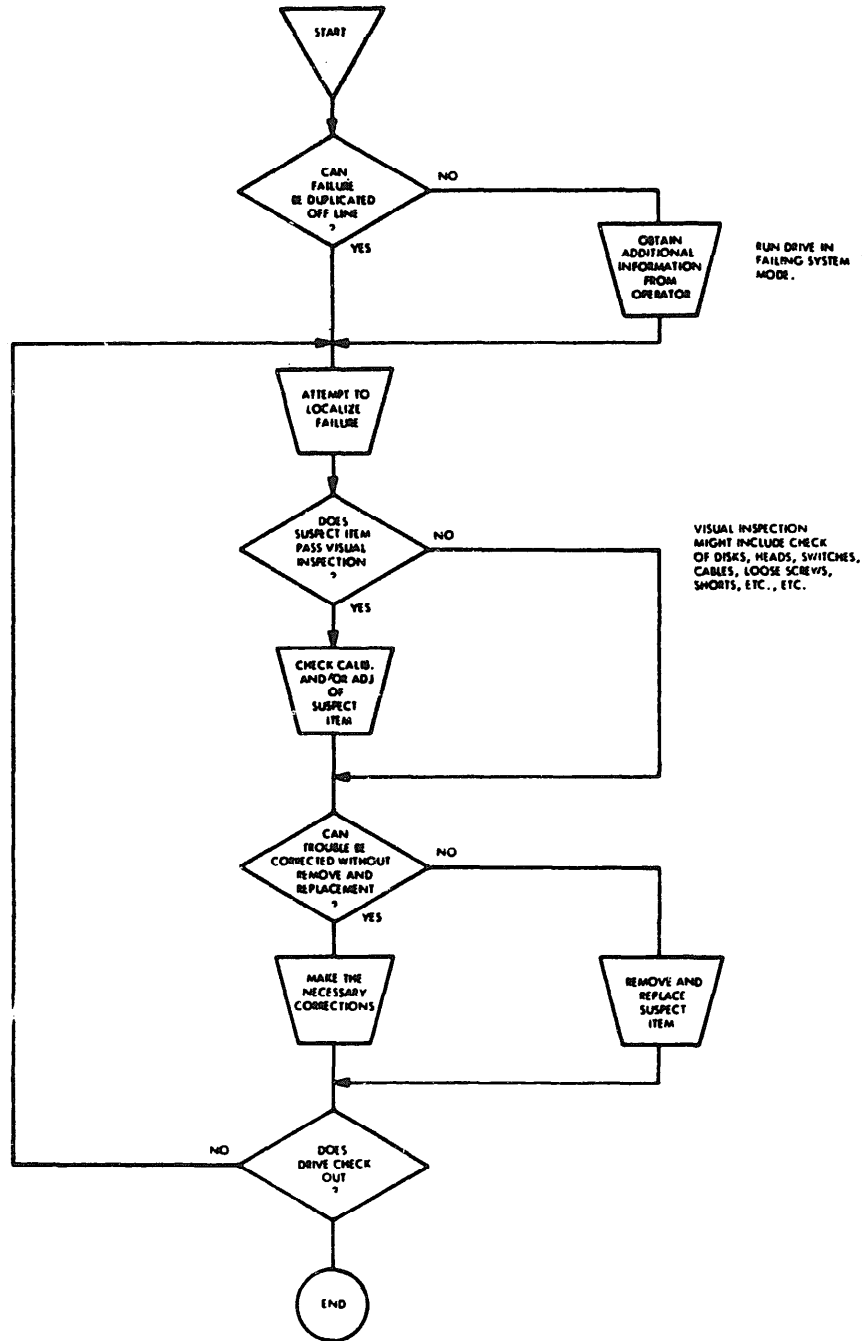 START
CAN
FAILURE
BE DUPLICATED
OFF LINE
?
NO
YES
OBTAIN
ADDITIONAL
INFORMATION
FROM
OPERATOR
RUN DRIVE IN
FAILING SYSTEM
MODE.
ATTEMPT TO
LOCALIZE
FAILURE
DOES
SUSPECT ITEM
PASS VISUAL
INSPECTION
?
NO
YES
VISUAL INSPECTION
MIGHT INCLUDE CHECK
OF DISKS, HEADS, SWITCHES,
CABLES, LOOSE SCREWS,
SHORTS, ETC., ETC.
CHECK CALIB.
AND/OR ADJ
OF
SUSPECT
ITEM
CAN
TROUBLE BE
CORRECTED WITHOUT
REMOVE AND
REPLACEMENT
?
NO
YES
MAKE THE
NECESSARY
CORRECTIONS
REMOVE AND
REPLACE
SUSPECT
ITEM
NO
DOES
DRIVE CHECK
OUT
?
END